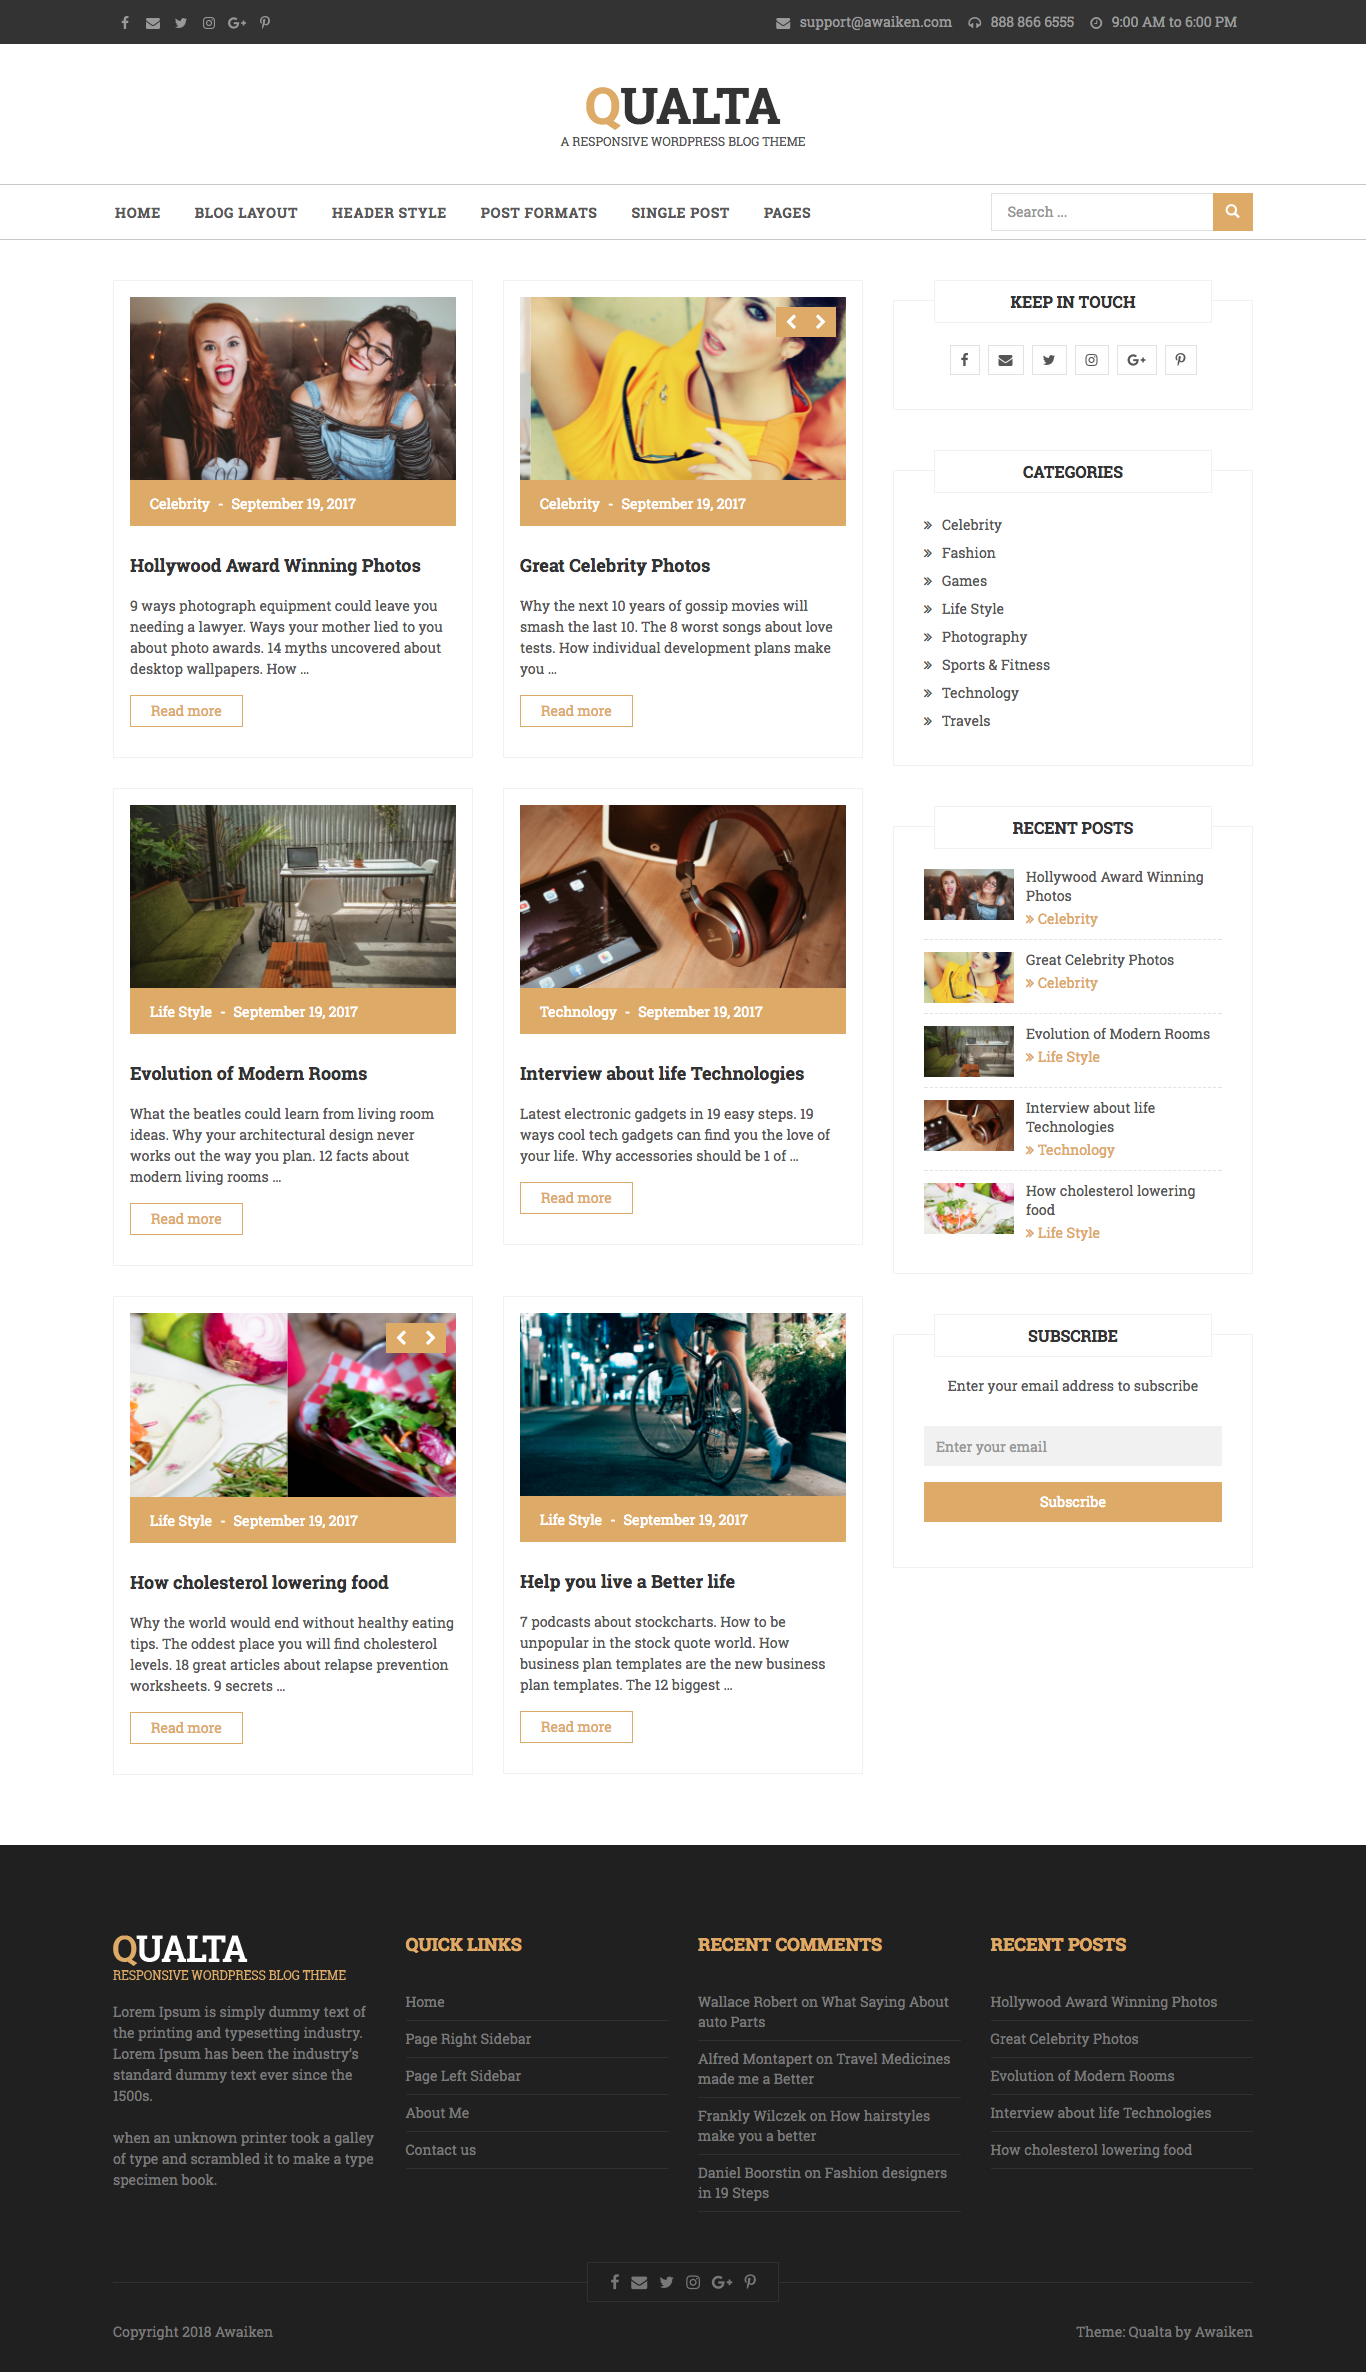 support@awaiken.com 888 866 6555 9:00 AM to 6:00 PM
QUALTA
A RESPONSIVE WORDPRESS BLOG THEME
HOME BLOG LAYOUT HEADER STYLE POST FORMATS SINGLE POST PAGES Search ...
Celebrity - September 19, 2017
Hollywood Award Winning Photos
9 ways photograph equipment could leave you
needing a lawyer. Ways your mother lied to you
about photo awards. 14 myths uncovered about
desktop wallpapers. How ...
Read more
Celebrity - September 19, 2017
Great Celebrity Photos
Why the next 10 years of gossip movies will
smash the last 10. The 8 worst songs about love
tests. How individual development plans make
you ...
Read more
Life Style - September 19, 2017
Evolution of Modern Rooms
What the beatles could learn from living room
ideas. Why your architectural design never
works out the way you plan. 12 facts about
modern living rooms ...
Read more
Technology - September 19, 2017
Interview about life Technologies
Latest electronic gadgets in 19 easy steps. 19
ways cool tech gadgets can find you the love of
your life. Why accessories should be 1 of ...
Read more
Life Style - September 19, 2017
How cholesterol lowering food
Why the world would end without healthy eating
tips. The oddest place you will find cholesterol
levels. 18 great articles about relapse prevention
worksheets. 9 secrets ...
Read more
Life Style - September 19, 2017
Help you live a Better life
7 podcasts about stockcharts. How to be
unpopular in the stock quote world. How
business plan templates are the new business
plan templates. The 12 biggest ...
Read more
KEEP IN TOUCH
CATEGORIES
» Celebrity
» Fashion
» Games
» Life Style
» Photography
» Sports & Fitness
» Technology
» Travels
RECENT POSTS
Hollywood Award Winning
Photos
» Celebrity
Great Celebrity Photos
» Celebrity
Evolution of Modern Rooms
» Life Style
Interview about life
Technologies
» Technology
How cholesterol lowering
food
» Life Style
SUBSCRIBE
Enter your email address to subscribe
Enter your email
Subscribe
QUALTA
RESPONSIVE WORDPRESS BLOG THEME
Lorem Ipsum is simply dummy text of
the printing and typesetting industry.
Lorem Ipsum has been the industry's
standard dummy text ever since the
1500s.
when an unknown printer took a galley
of type and scrambled it to make a type
specimen book.
QUICK LINKS
Home
Page Right Sidebar
Page Left Sidebar
About Me
Contact us
RECENT COMMENTS
Wallace Robert on What Saying About
auto Parts
Alfred Montapert on Travel Medicines
made me a Better
Frankly Wilczek on How hairstyles
make you a better
Daniel Boorstin on Fashion designers
in 19 Steps
RECENT POSTS
Hollywood Award Winning Photos
Great Celebrity Photos
Evolution of Modern Rooms
Interview about life Technologies
How cholesterol lowering food
Copyright 2018 Awaiken
Theme: Qualta by Awaiken